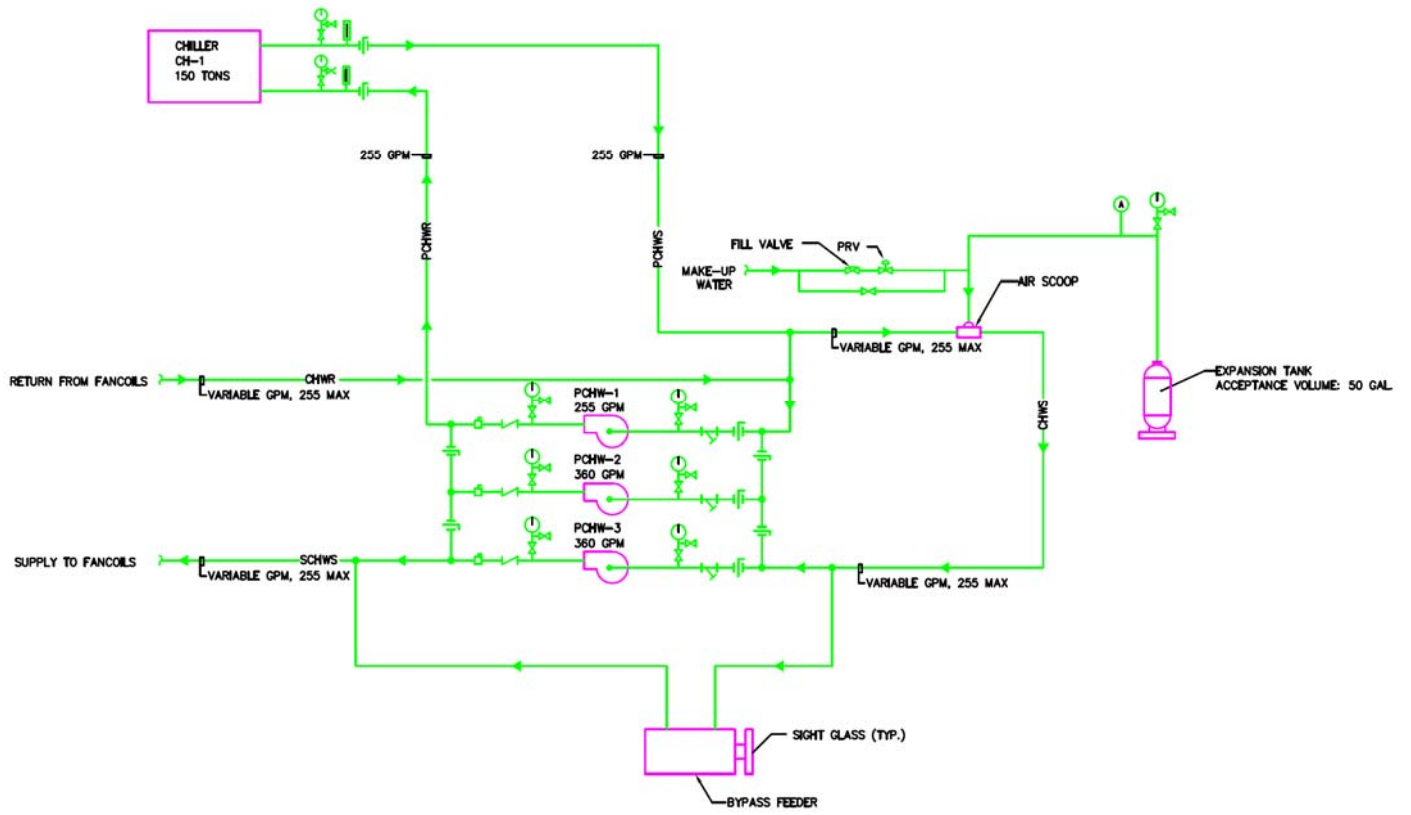 CHILLER
CH-1
150 TONS
255 GPM
255 GPM
PCHWR
PCHWS
A
FILL VALVE
PRV
MAKE-UP
WATER
AIR SCOOP
VARIABLE GPM, 255 MAX
RETURN FROM FANCOILS
CHWR
VARIABLE GPM, 255 MAX
EXPANSION TANK
ACCEPTANCE VOLUME: 50 GAL.
CHWS
PCHW-1
255 GPM
PCHW-2
360 GPM
PCHW-3
360 GPM
SUPPLY TO FANCOILS
SCHWS
VARIABLE GPM, 255 MAX
VARIABLE GPM, 255 MAX
SIGHT GLASS (TYP.)
BYPASS FEEDER